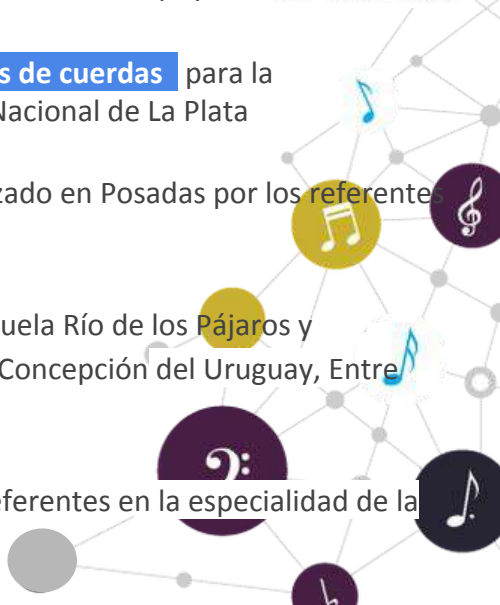 s de cuerdas para la
Nacional de La Plata
zado en Posadas por los referentes
uela Río de los Pájaros y
Concepción del Uruguay, Entre
eferentes en la especialidad de la